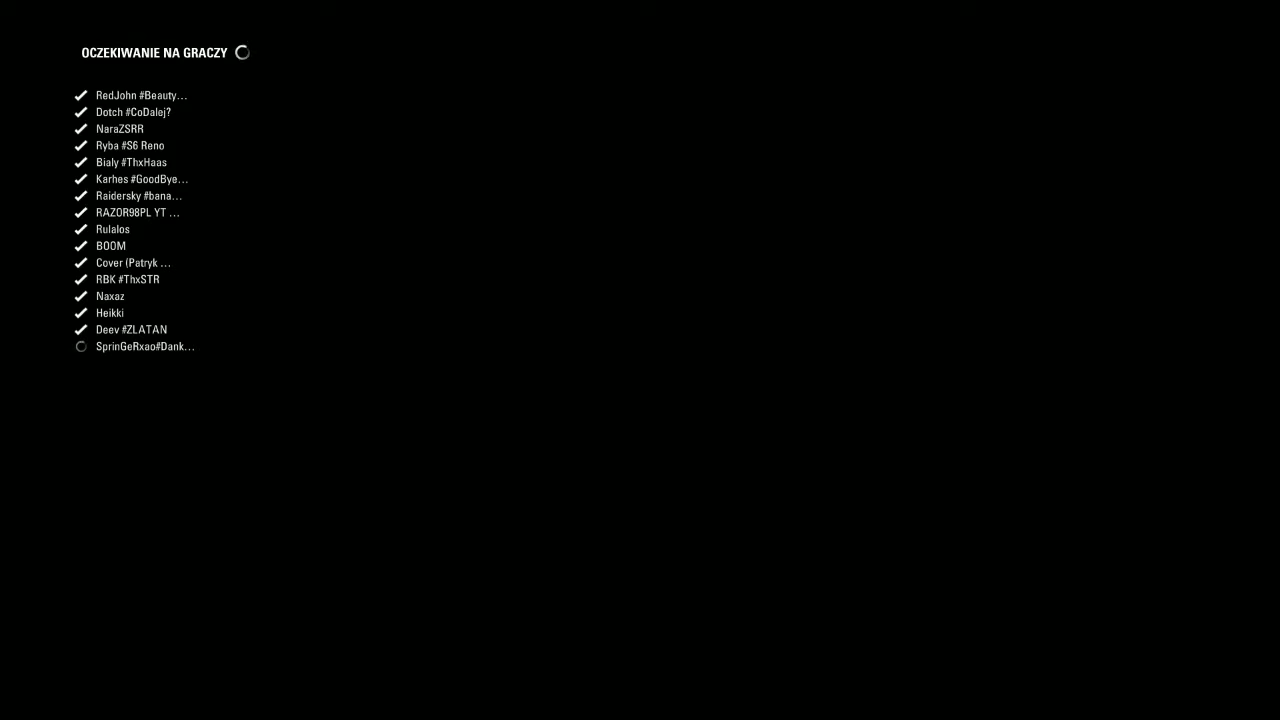 OCZEKIWANIE NA GRACZY
RedJohn #Beauty...
Dotch #CoDalej?
NaraZSRR
Ryba #S6 Reno
Bialy #ThxHaas
Karhes #GoodBye...
Raidersky #bana...
RAZOR98PL YT ...
Rulalos
BOOM
Cover (Patryk ...
RBK #ThxSTR
Naxaz
Heikki
Deev #ZLATAN
SprinGeRxao#Dank...